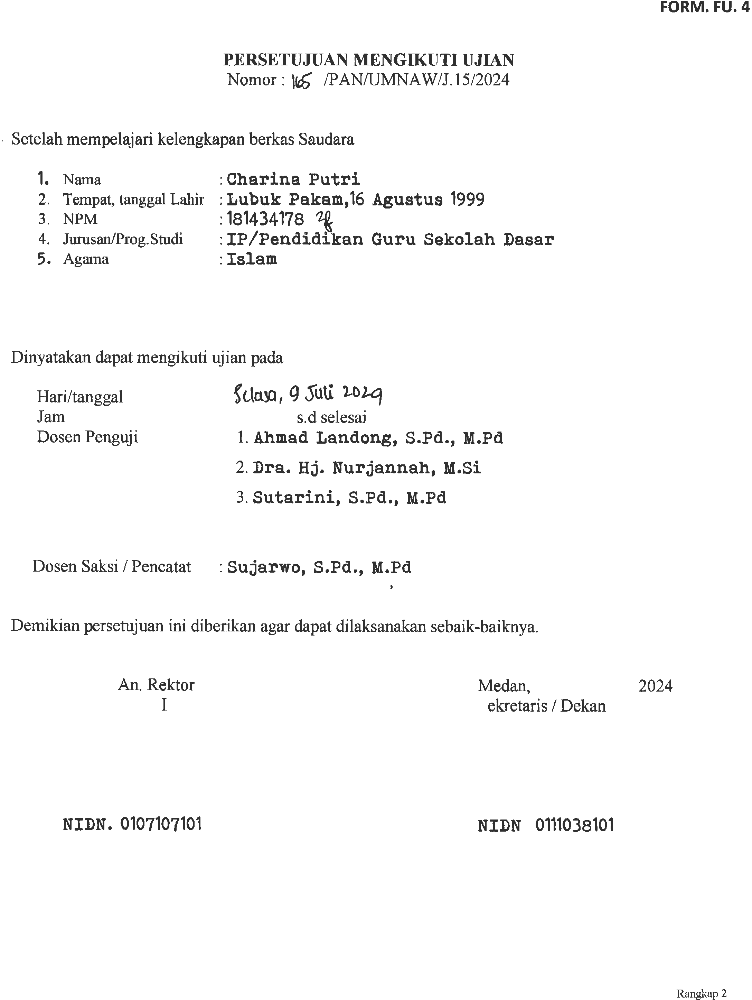 FORM. FU. 4
PERSETUJUAN MENGIKUTI UJIAN
Nomor : 165 /PAN/UMNAW/J.15/2024
Setelah mempelajari kelengkapan berkas Saudara
1. Nama : Charina Putri
2. Tempat, tanggal Lahir : Lubuk Pakam,16 Agustus 1999
3. NPM : 181434178
4. Jurusan/Prog.Studi : IP/Pendidikan Guru Sekolah Dasar
5. Agama : Islam
Dinyatakan dapat mengikuti ujian pada
Hari/tanggal Selasa, 9 Juli 2024
Jam s.d selesai
Dosen Penguji 1. Ahmad Landong, S.Pd., M.Pd
2. Dra. Hj. Nurjannah, M.Si
3. Sutarini, S.Pd., M.Pd
Dosen Saksi / Pencatat : Sujarwo, S.Pd., M.Pd
Demikian persetujuan ini diberikan agar dapat dilaksanakan sebaik-baiknya.
An. Rektor Medan, 2024
I ekretaris / Dekan
NIDN. 0107107101 NIDN 0111038101
Rangkap 2